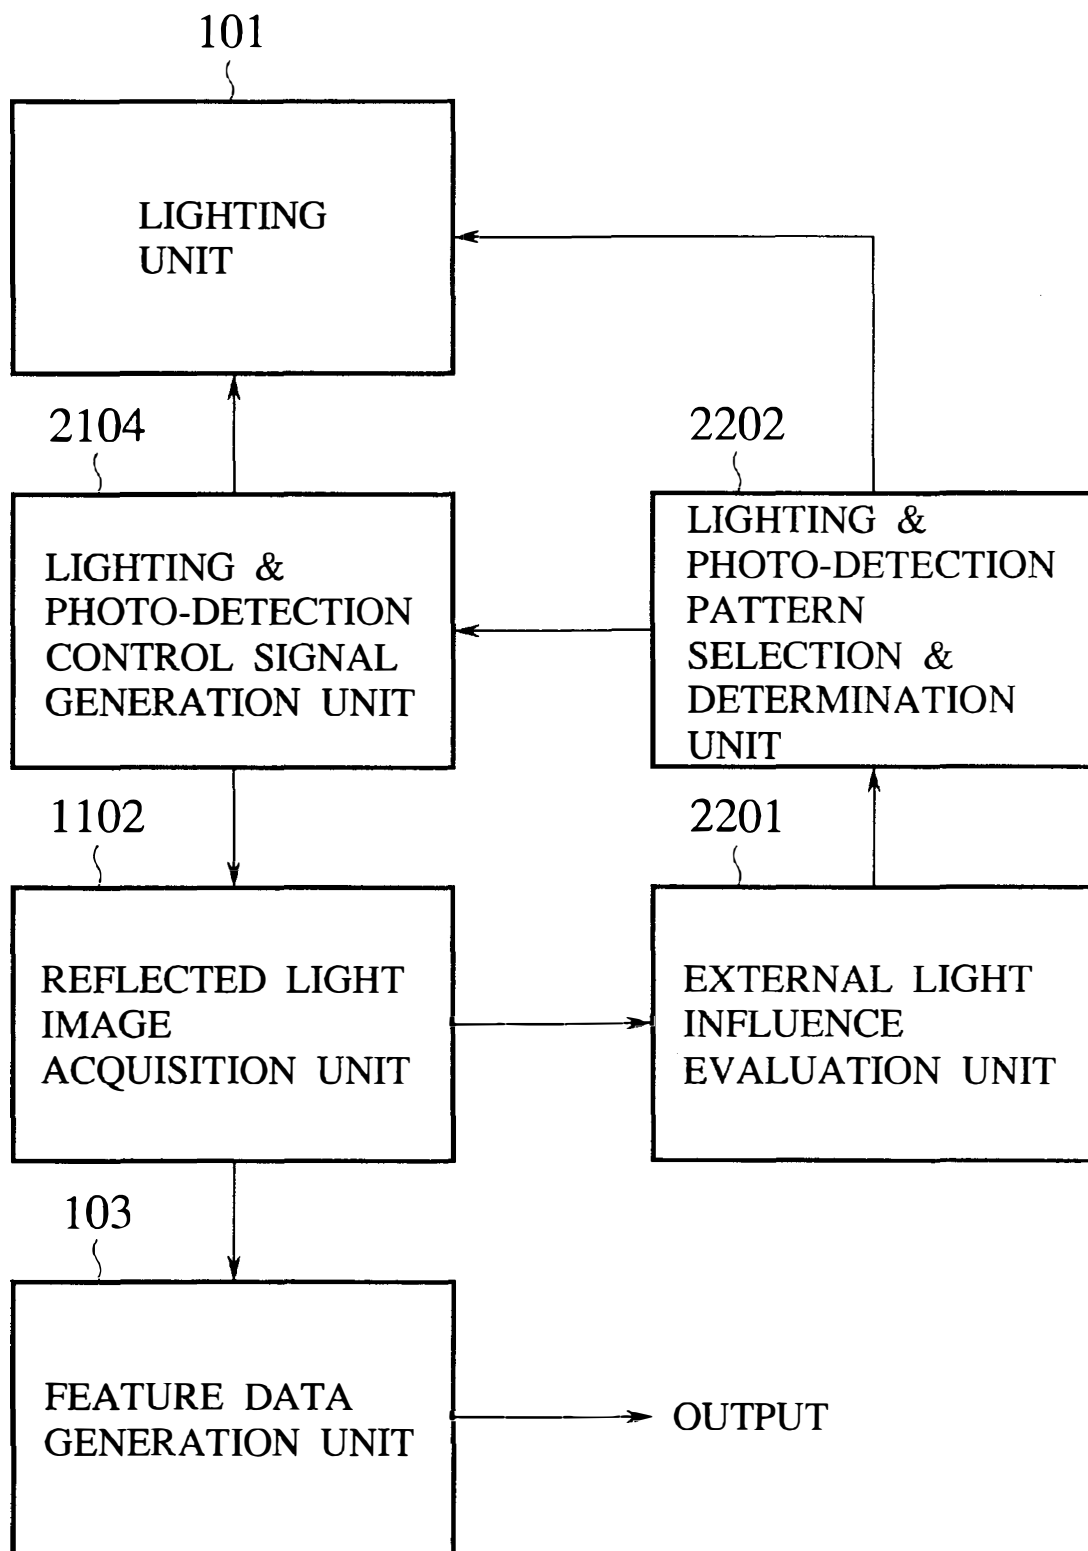 101
LIGHTING
UNIT
2104
LIGHTING &
PHOTO-DETECTION
CONTROL SIGNAL
GENERATION UNIT
2202
LIGHTING &
PHOTO-DETECTION
PATTERN
SELECTION &
DETERMINATION
UNIT
1102
REFLECTED LIGHT
IMAGE
ACQUISITION UNIT
2201
EXTERNAL LIGHT
INFLUENCE
EVALUATION UNIT
103
FEATURE DATA
GENERATION UNIT
OUTPUT